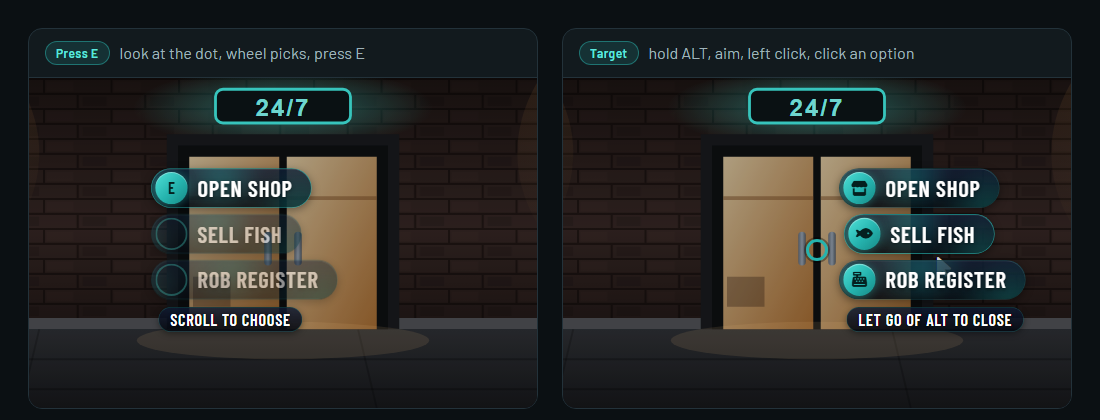 Press E look at the dot, wheel picks, press E
24/7
E OPEN SHOP
SELL FISH
ROB REGISTER
SCROLL TO CHOOSE
Target hold ALT, aim, left click, click an option
24/7
OPEN SHOP
SELL FISH
ROB REGISTER
LET GO OF ALT TO CLOSE